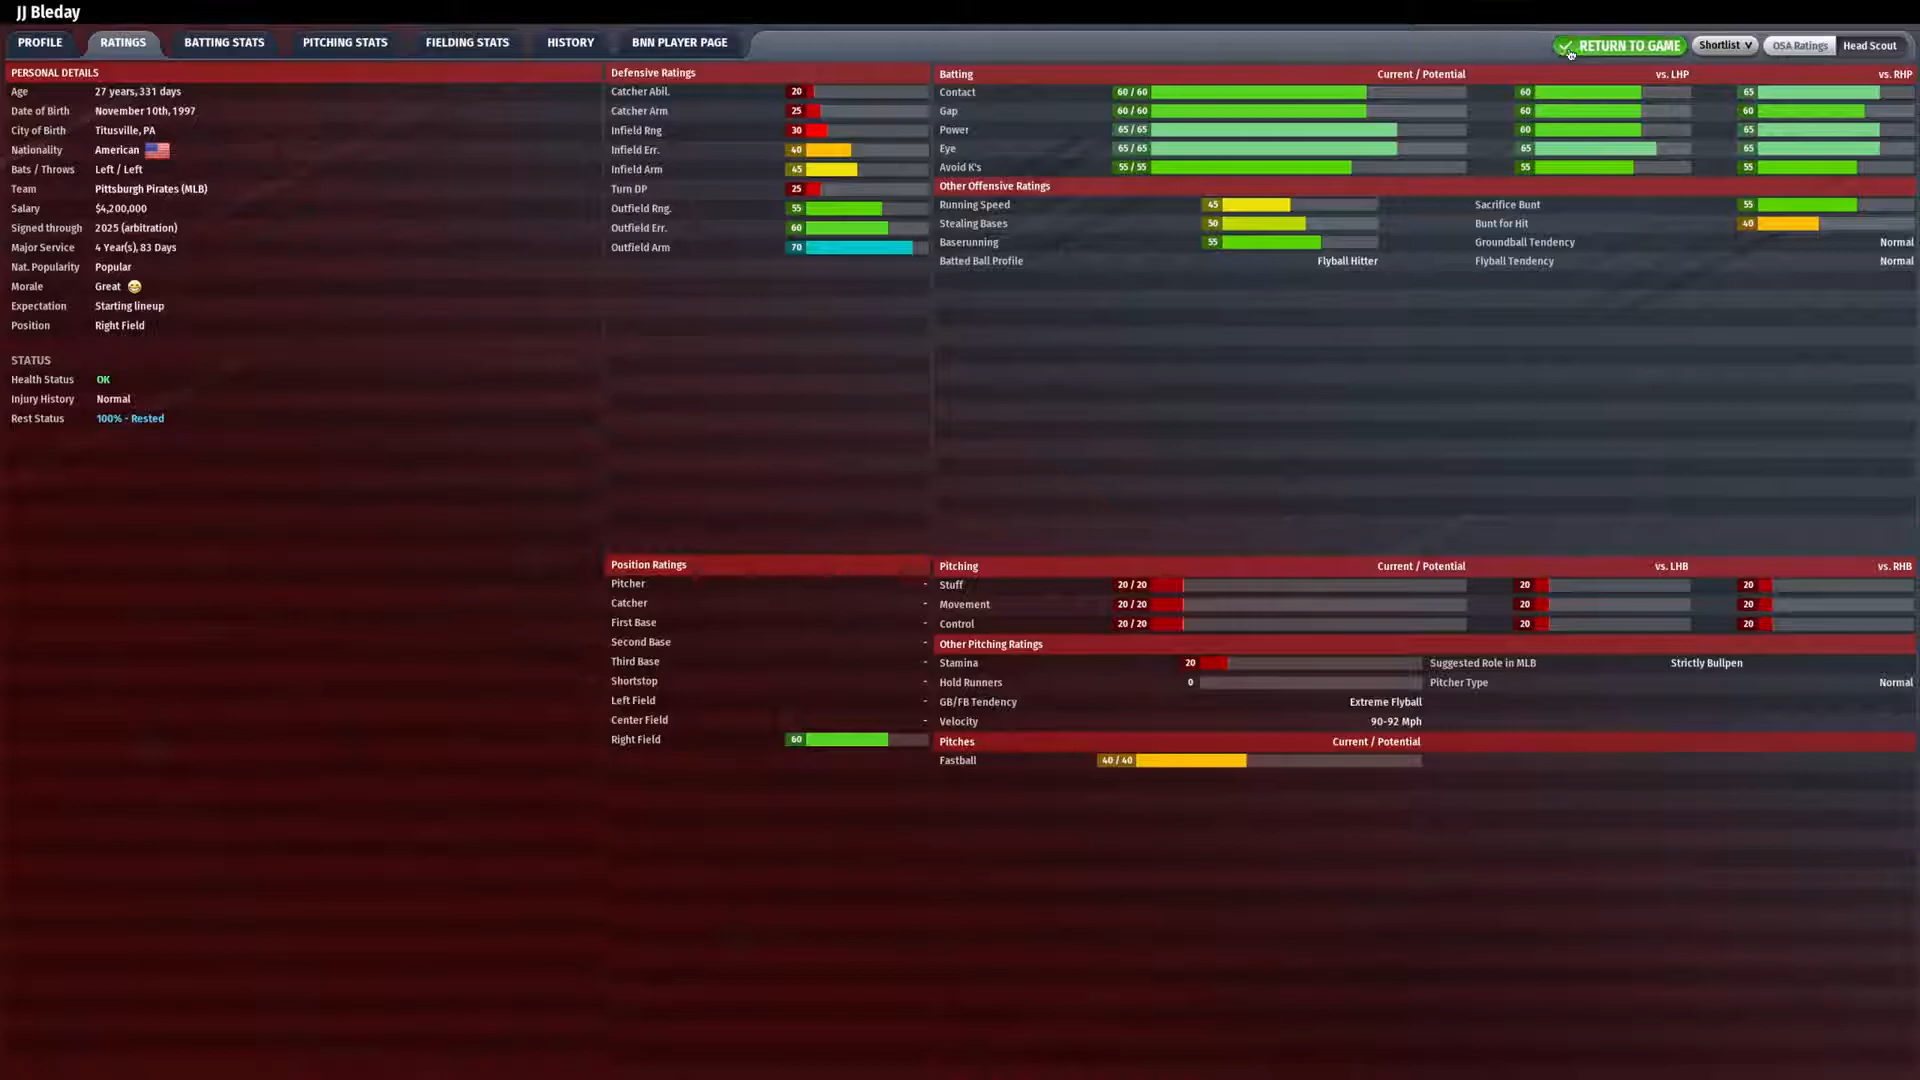 JJ Bleday
PROFILE RATINGS BATTING STATS PITCHING STATS FIELDING STATS HISTORY BNN PLAYER PAGE RETURN TO GAME Shortlist OSA Ratings Head Scout
PERSONAL DETAILS
Age 27 years, 331 days
Date of Birth November 10th, 1997
City of Birth Titusville, PA
Nationality American
Bats / Throws Left / Left
Team Pittsburgh Pirates (MLB)
Salary $4,200,000
Signed through 2025 (arbitration)
Major Service 4 Year(s), 83 Days
Nat. Popularity Popular
Morale Great
Expectation Starting lineup
Position Right Field
STATUS
Health Status OK
Injury History Normal
Rest Status 100% - Rested
Defensive Ratings
Catcher Abil. 20
Catcher Arm 25
Infield Rng 30
Infield Err. 40
Infield Arm 45
Turn DP 25
Outfield Rng. 55
Outfield Err. 60
Outfield Arm 70
Position Ratings
Pitcher -
Catcher -
First Base -
Second Base -
Third Base -
Shortstop -
Left Field -
Center Field -
Right Field 60
Batting Current / Potential vs. LHP vs. RHP
Contact 60 / 60 60 65
Gap 60 / 60 60 60
Power 65 / 65 60 65
Eye 65 / 65 65 65
Avoid K's 55 / 55 55 55
Other Offensive Ratings
Running Speed 45 Sacrifice Bunt 55
Stealing Bases 50 Bunt for Hit 40
Baserunning 55 Groundball Tendency Normal
Batted Ball Profile Flyball Hitter Flyball Tendency Normal
Pitching Current / Potential vs. LHB vs. RHB
Stuff 20 / 20 20 20
Movement 20 / 20 20 20
Control 20 / 20 20 20
Other Pitching Ratings
Stamina 20 Suggested Role in MLB Strictly Bullpen
Hold Runners 0 Pitcher Type Normal
GB/FB Tendency Extreme Flyball
Velocity 90-92 Mph
Pitches Current / Potential
Fastball 40 / 40